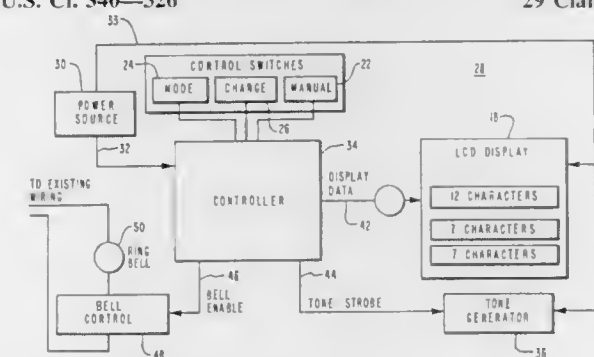 U.S. Cl. 340—326
29 Clai
33
30
POWER SOURCE
32
24
CONTROL SWITCHES
22
MODE
CHANGE
MANUAL
26
28
34
CONTROLLER
18
LCD DISPLAY
12 CHARACTERS
7 CHARACTERS
7 CHARACTERS
DISPLAY DATA
42
TO EXISTING
WIRING
50
RING
BELL
46
BELL
ENABLE
44
TONE STROBE
BELL
CONTROL
48
TONE
GENERATOR
36